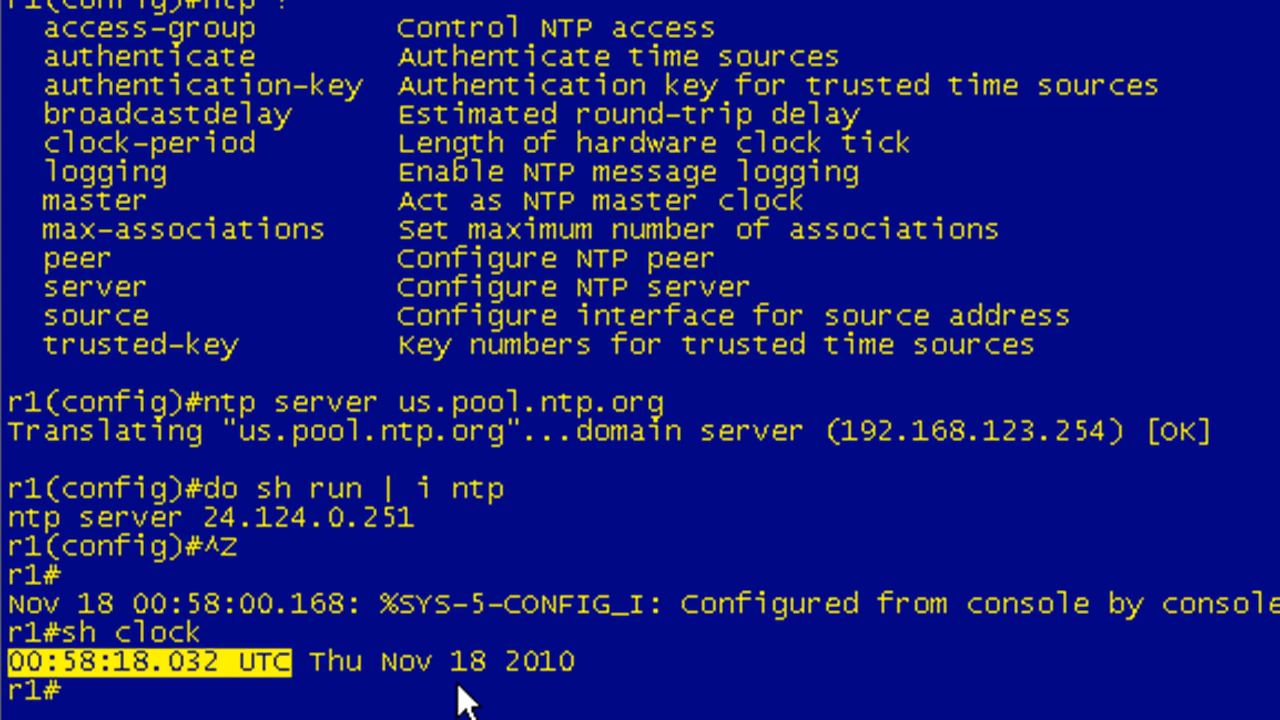 r1(config)#ntp ?
access-group Control NTP access
authenticate Authenticate time sources
authentication-key Authentication key for trusted time sources
broadcastdelay Estimated round-trip delay
clock-period Length of hardware clock tick
logging Enable NTP message logging
master Act as NTP master clock
max-associations Set maximum number of associations
peer Configure NTP peer
server Configure NTP server
source Configure interface for source address
trusted-key Key numbers for trusted time sources
r1(config)#ntp server us.pool.ntp.org
Translating "us.pool.ntp.org"...domain server (192.168.123.254) [OK]
r1(config)#do sh run | i ntp
ntp server 24.124.0.251
r1(config)#^Z
r1#
Nov 18 00:58:00.168: %SYS-5-CONFIG_I: Configured from console by console
r1#sh clock
00:58:18.032 UTC Thu Nov 18 2010
r1#